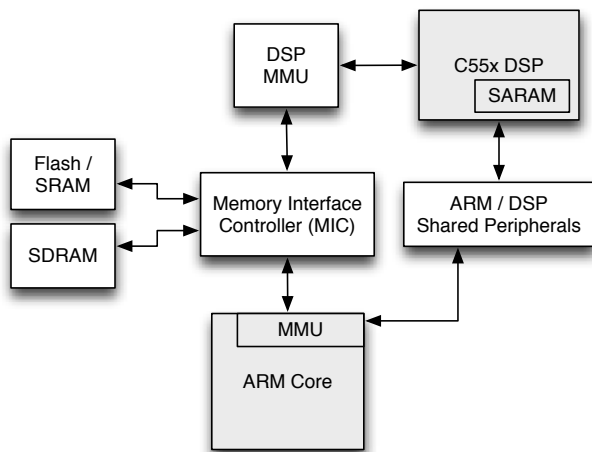 DSP
MMU
C55x DSP
SARAM
Flash /
SRAM
Memory Interface
Controller (MIC)
ARM / DSP
Shared Peripherals
SDRAM
MMU
ARM Core